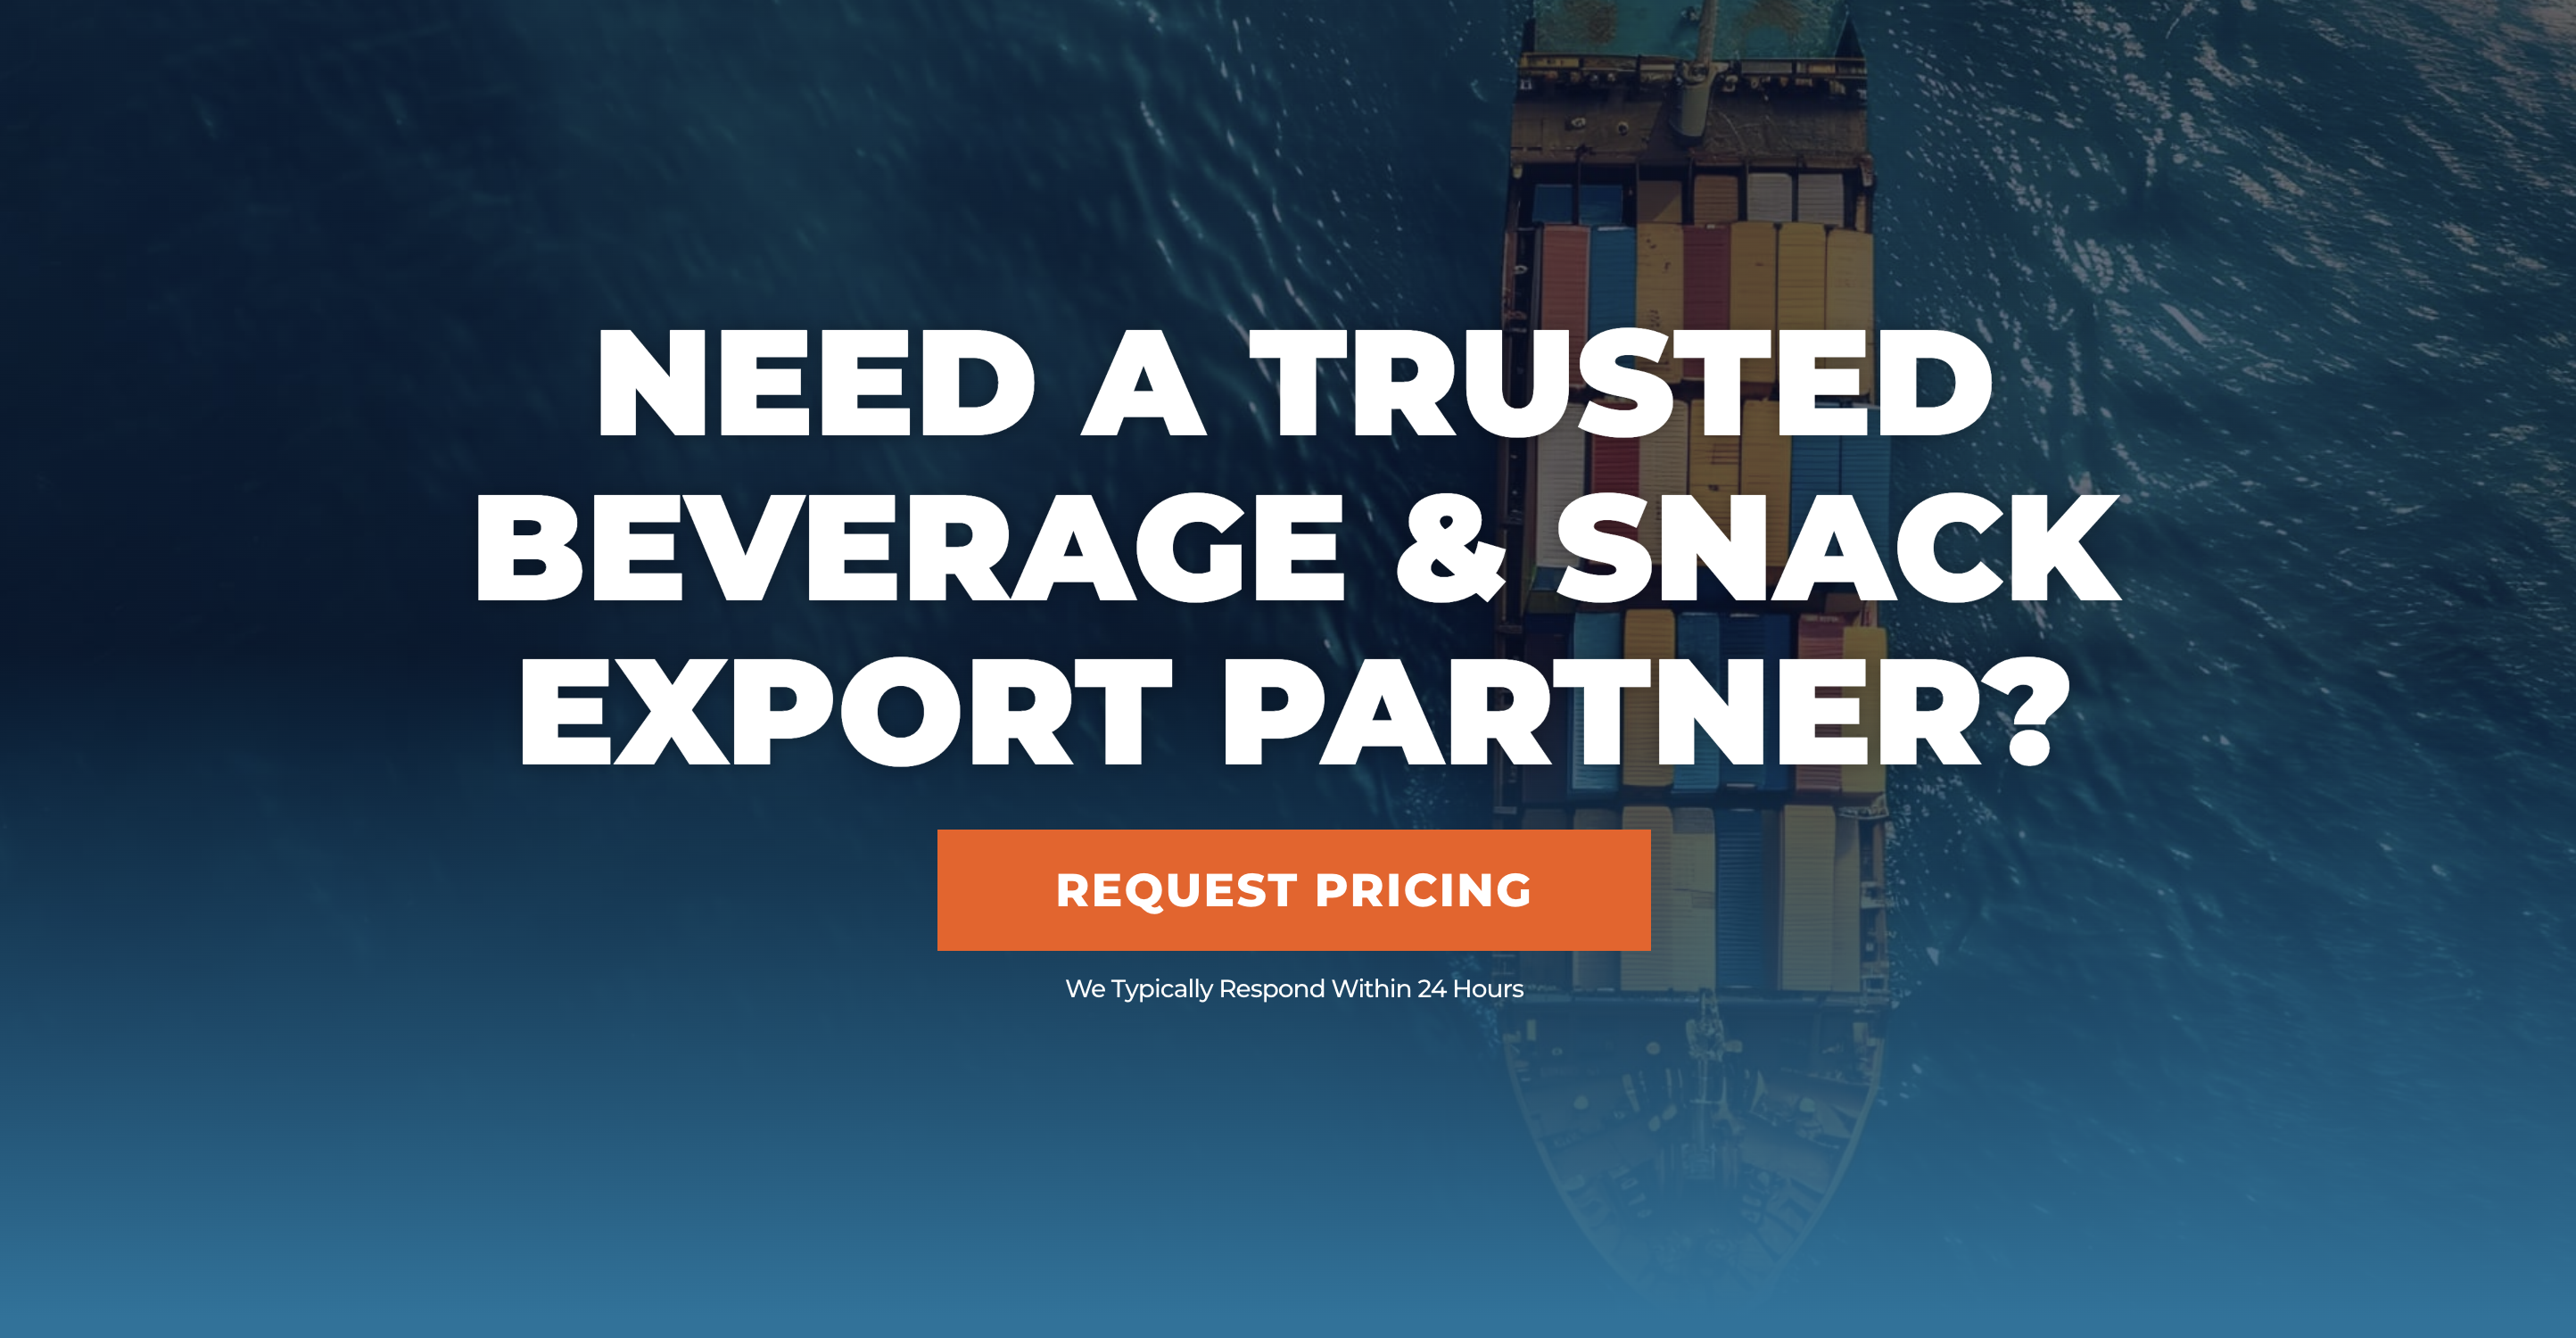 NEED A TRUSTED
BEVERAGE & SNACK
EXPORT PARTNER?
REQUEST PRICING
We Typically Respond Within 24 Hours